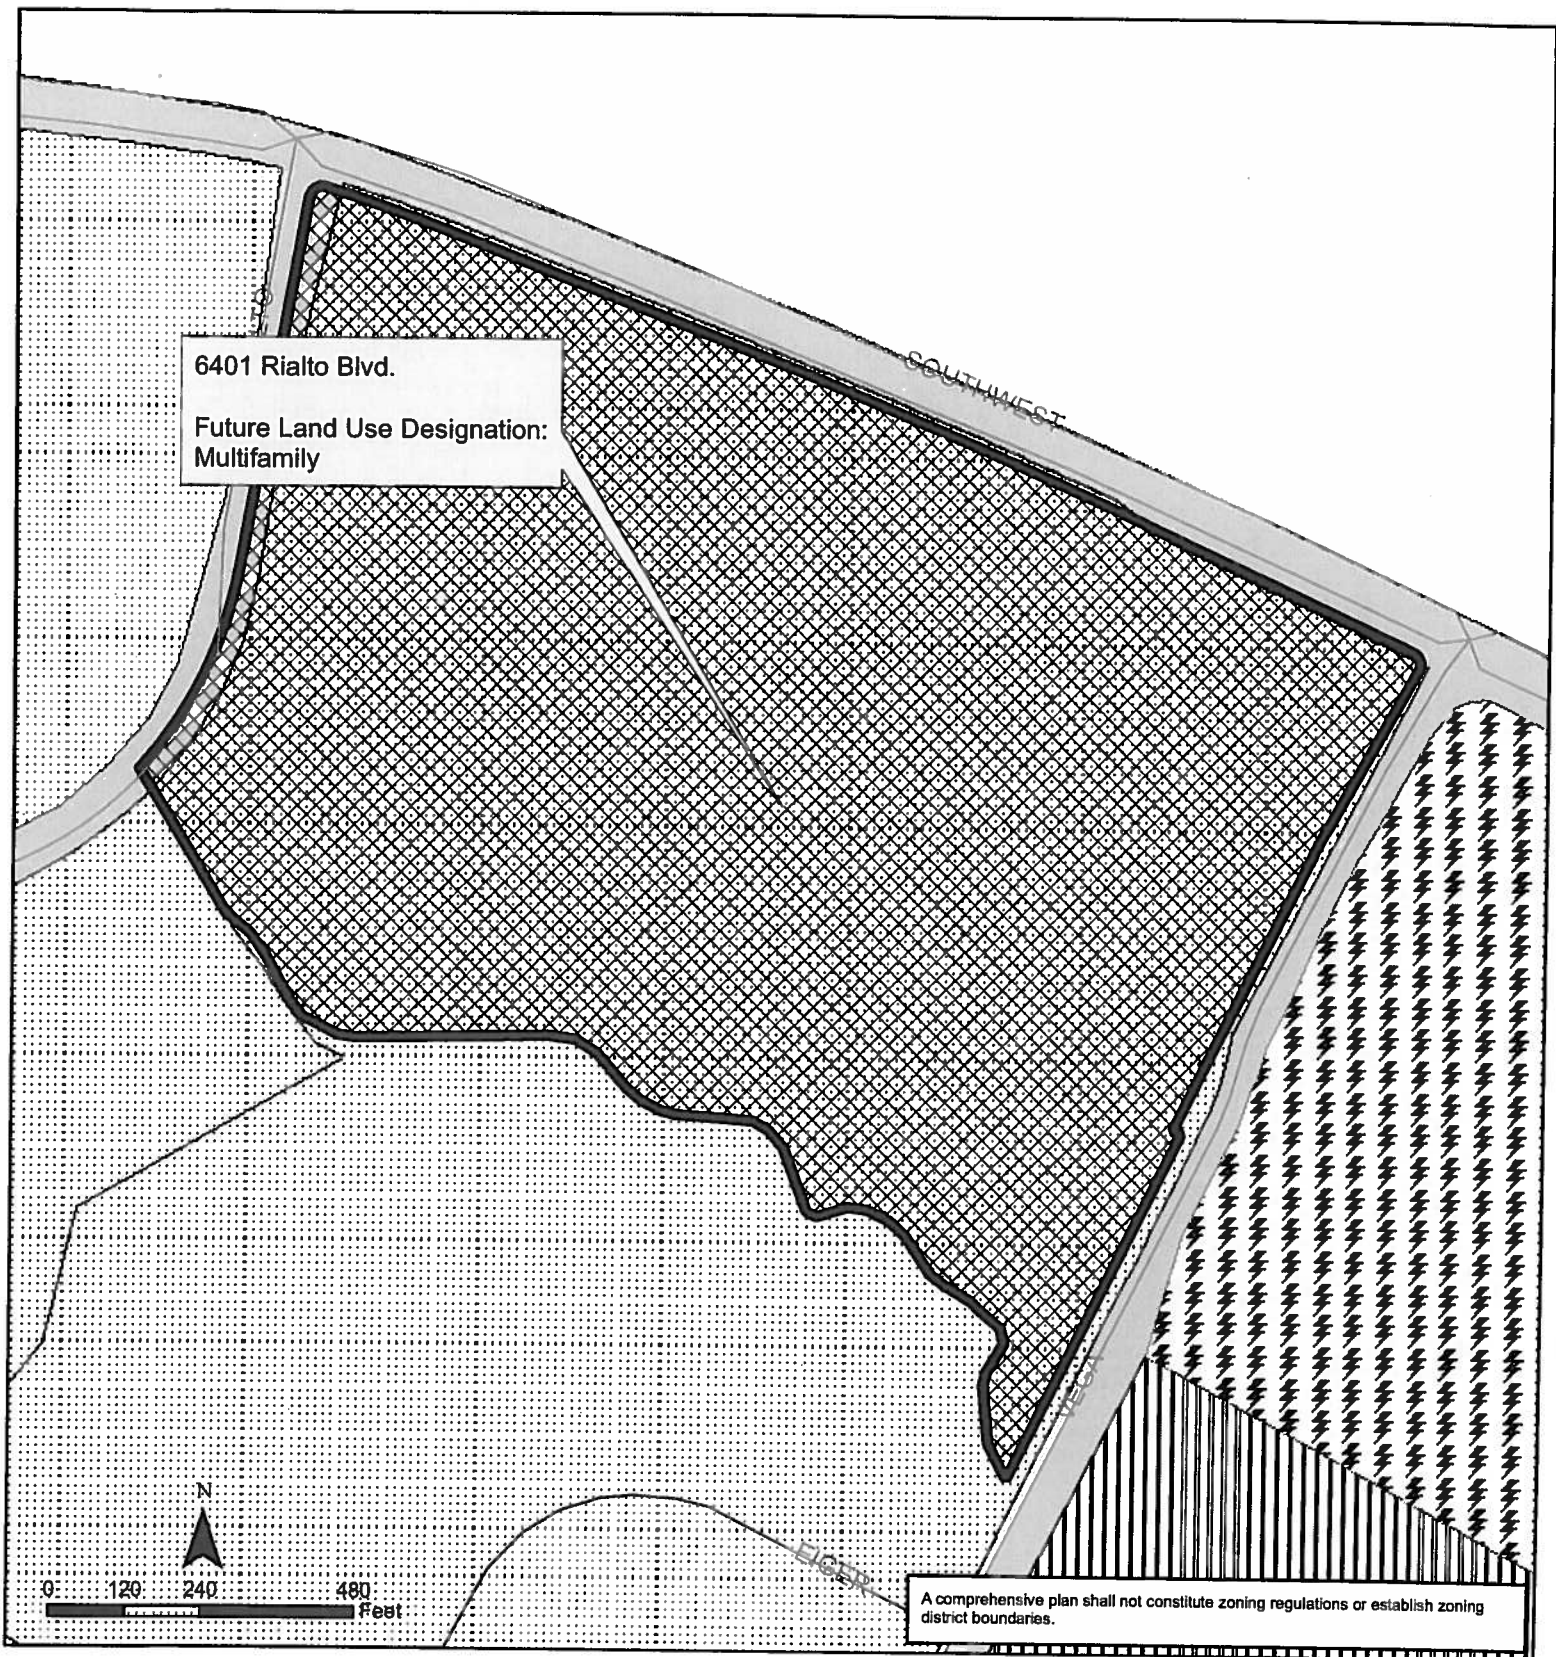 SOUTHWEST
6401 Rialto Blvd.
Future Land Use Designation:
Multifamily
VEGA
N
0 120 240 480
Feet
EIGER
A comprehensive plan shall not constitute zoning regulations or establish zoning
district boundaries.